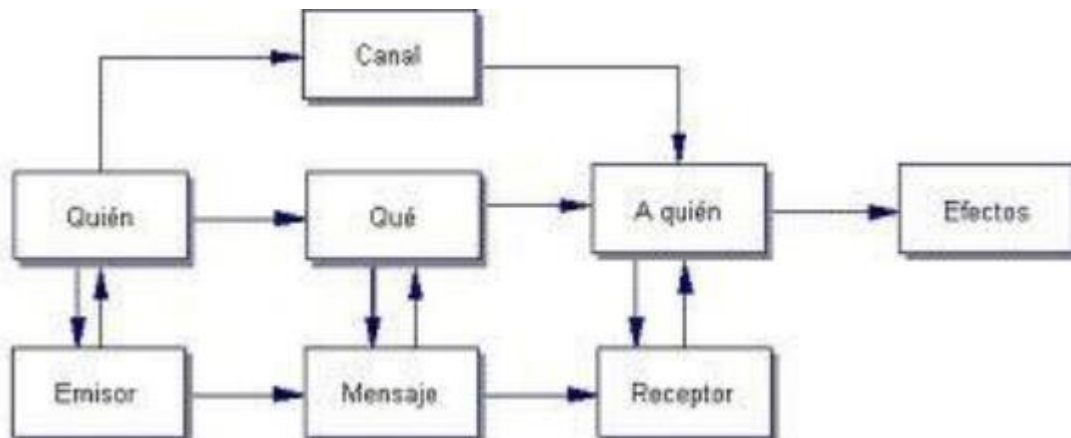 Canal
Quién
Qué
A quién
Efectos
Emisor
Mensaje
Receptor